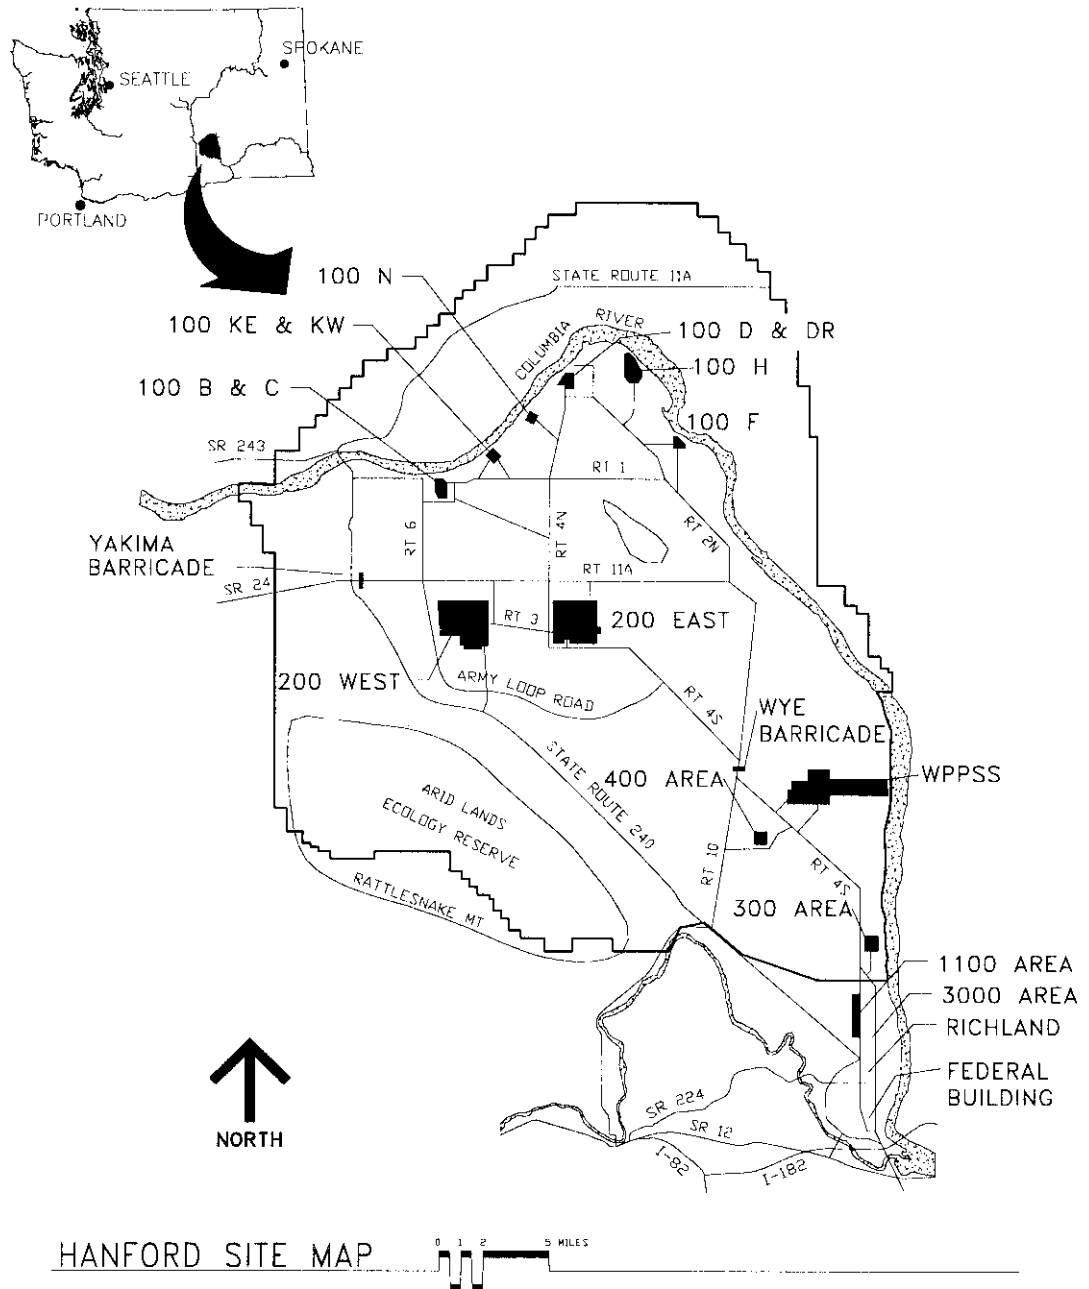 SPOKANE
SEATTLE
PORTLAND
100 N
STATE ROUTE 11A
100 KE & KW
COLUMBIA
RIVER
100 D & DR
100 H
100 B & C
100 F
SR 243
RT 1
RT 6
RT 4N
RT 2N
YAKIMA
BARRICADE
SR 24
RT 11A
RT 3
200 EAST
200 WEST
ARMY LOOP ROAD
RT 4S
WYE
BARRICADE
STATE ROUTE 240
400 AREA
WPPSS
ARID LANDS
ECOLOGY RESERVE
RT 10
RT 4S
RATTLESNAKE MT
300 AREA
1100 AREA
3000 AREA
RICHLAND
FEDERAL
BUILDING
NORTH
SR 224
SR 12
I-82
I-182
HANFORD SITE MAP
0 1 2 5 MILES